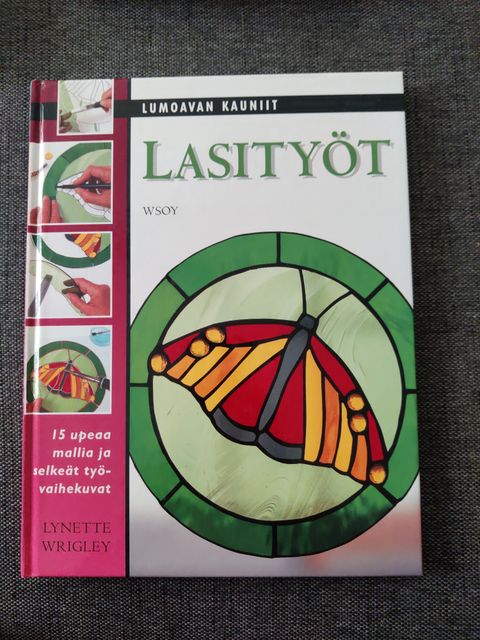 LUMOAVAN KAUNIIT
LASITYÖT
WSOY
15 upeaa
mallia ja
selkeät työ-
vaihekuvat
LYNETTE
WRIGLEY